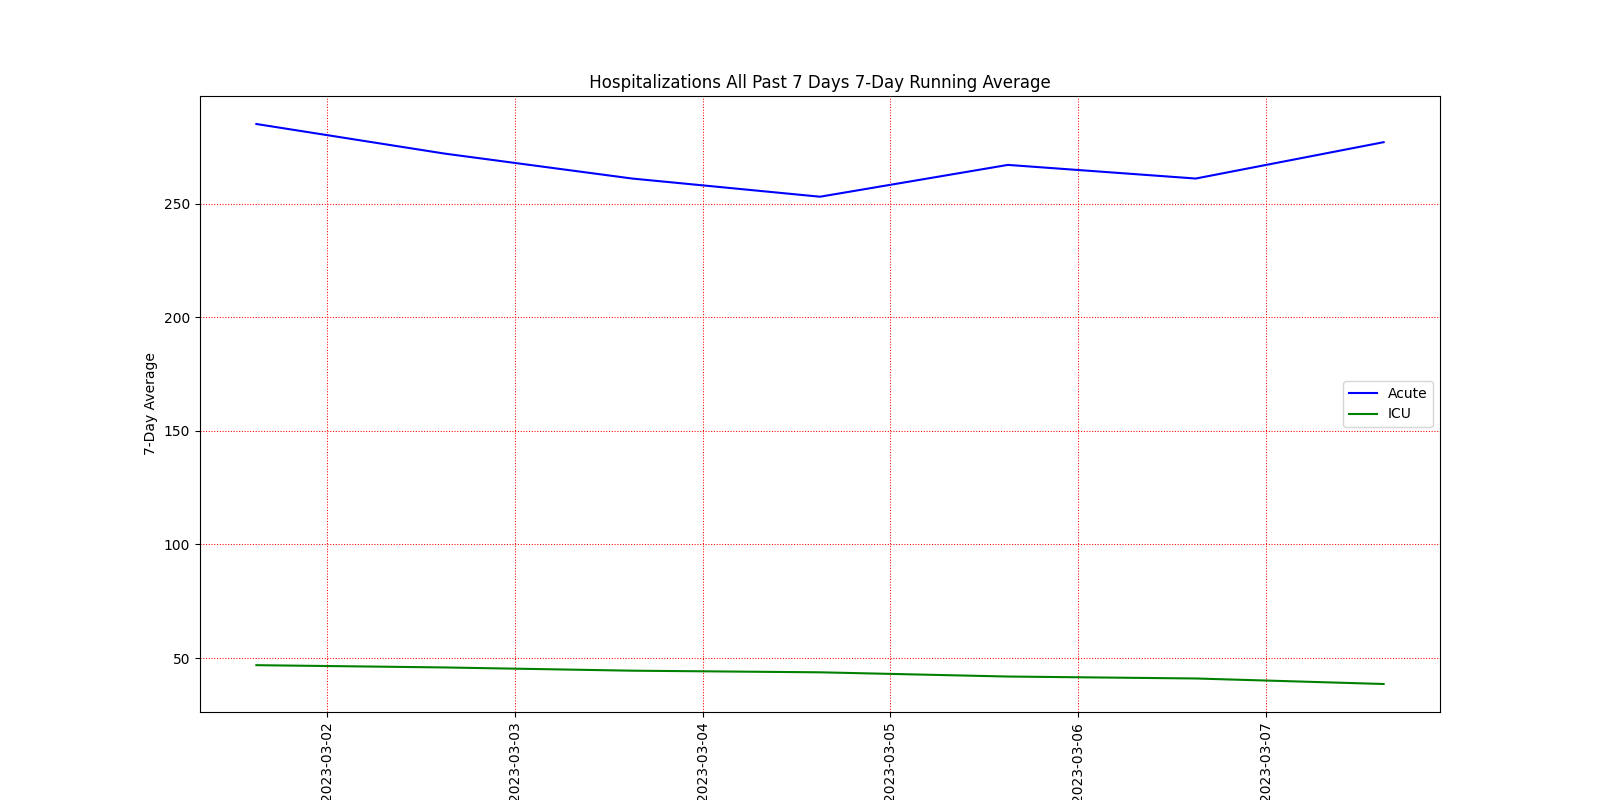 Hospitalizations All Past 7 Days 7-Day Running Average
7-Day Average
250
200
150
100
50
Acute
ICU
2023-03-02
2023-03-03
2023-03-04
2023-03-05
2023-03-06
2023-03-07